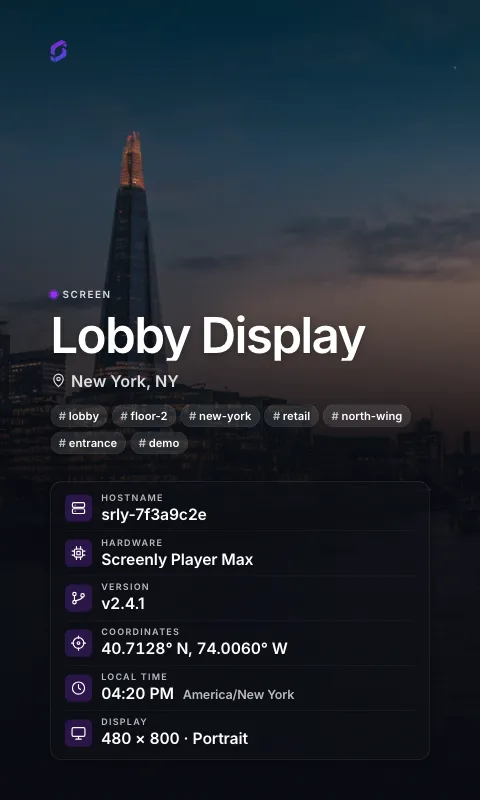 SCREEN
Lobby Display
New York, NY
# lobby # floor-2 # new-york # retail # north-wing
# entrance # demo
HOSTNAME
srly-7f3a9c2e
HARDWARE
Screenly Player Max
VERSION
v2.4.1
COORDINATES
40.7128° N, 74.0060° W
LOCAL TIME
04:20 PM America/New York
DISPLAY
480 × 800 · Portrait